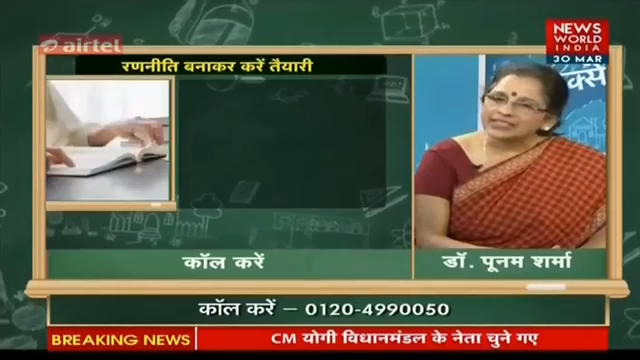 airtel
NEWS
WORLD
INDIA
30 MAR
रणनीति बनाकर करें तैयारी
कॉल करें
डॉ. पूनम शर्मा
कॉल करें – 0120-4990050
BREAKING NEWS
CM योगी विधानमंडल के नेता चुने गए